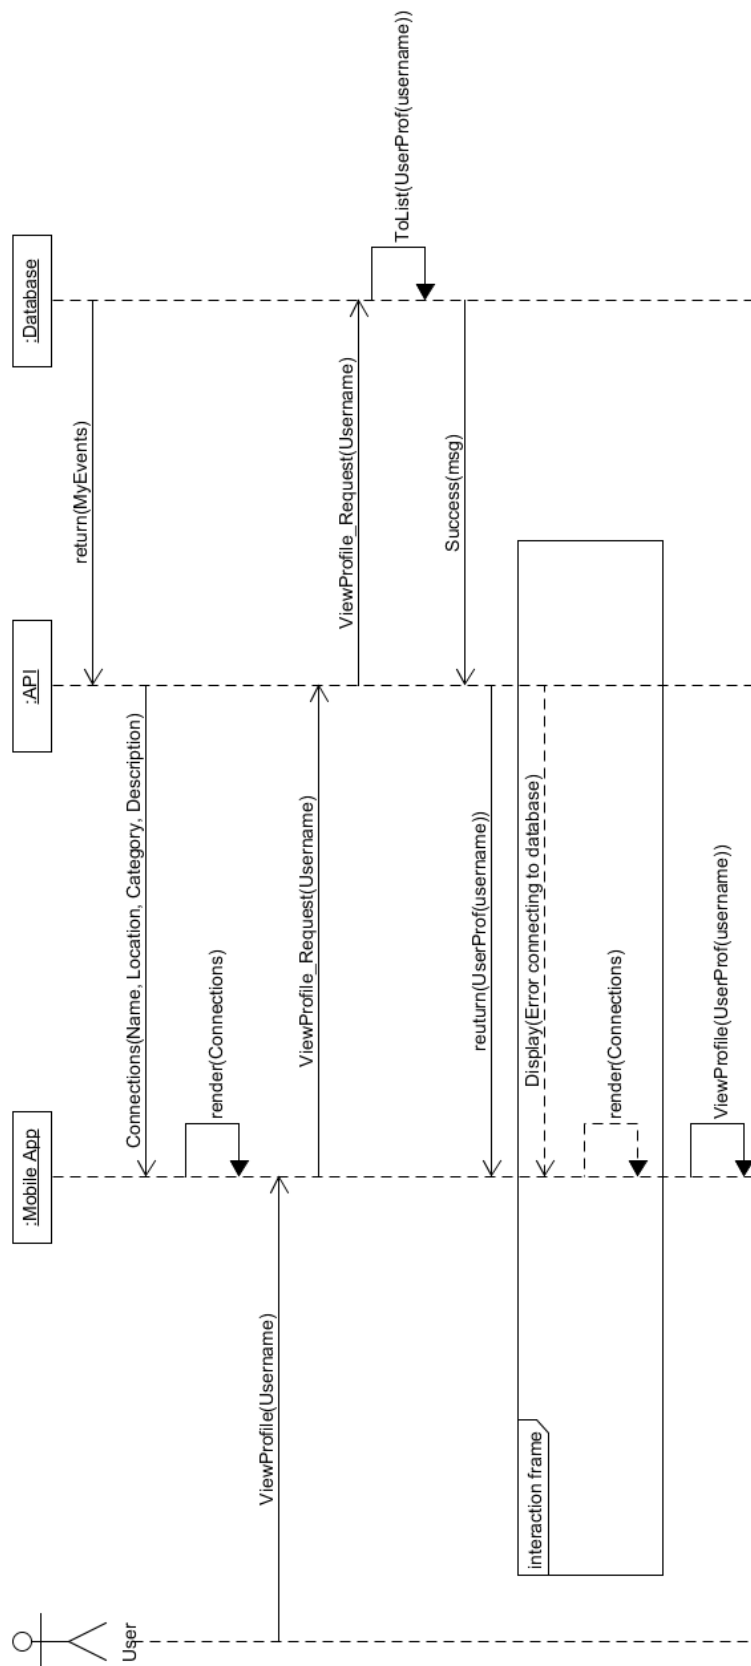 User
:Mobile App
:API
:Database
return(MyEvents)
Connections(Name, Location, Category, Description)
render(Connections)
ViewProfile(Username)
ViewProfile_Request(Username)
ViewProfile_Request(Username)
ToList(UserProf(username))
Success(msg)
reuturn(UserProf(username))
interaction frame
Display(Error connecting to database)
render(Connections)
ViewProfile(UserProf(username))